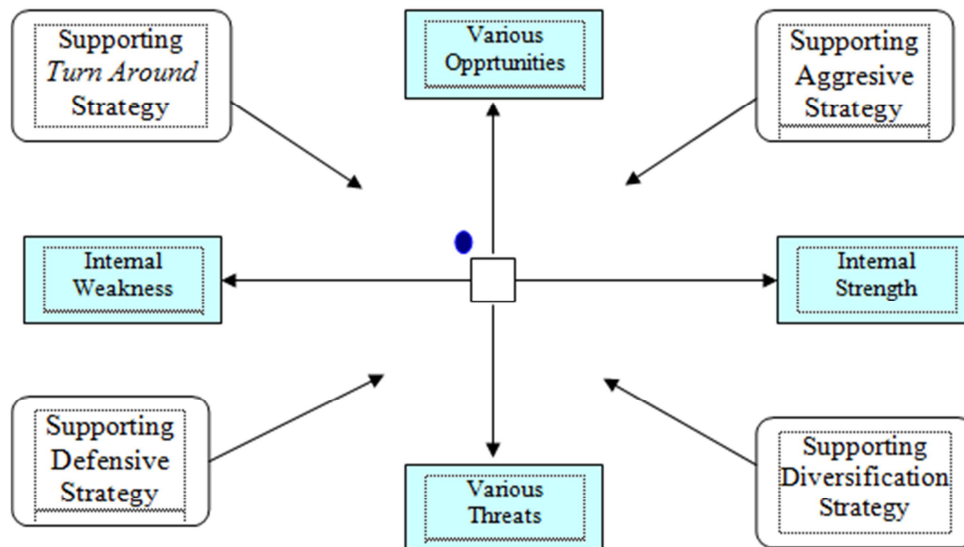 Supporting
Turn Around
Strategy
Various
Opprtunities
Supporting
Aggresive
Strategy
Internal
Weakness
Internal
Strength
Supporting
Defensive
Strategy
Various
Threats
Supporting
Diversification
Strategy